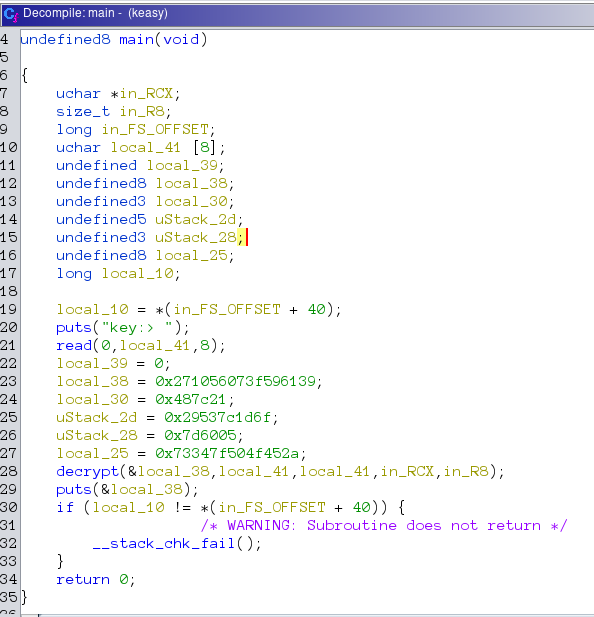 Decompile: main - (keasy)
4 undefined8 main(void)
5
6 {
7 uchar *in_RCX;
8 size_t in_R8;
9 long in_FS_OFFSET;
10 uchar local_41 [8];
11 undefined local_39;
12 undefined8 local_38;
13 undefined3 local_30;
14 undefined5 uStack_2d;
15 undefined3 uStack_28;
16 undefined8 local_25;
17 long local_10;
18
19 local_10 = *(in_FS_OFFSET + 40);
20 puts("key:> ");
21 read(0,local_41,8);
22 local_39 = 0;
23 local_38 = 0x271056073f596139;
24 local_30 = 0x487c21;
25 uStack_2d = 0x29537c1d6f;
26 uStack_28 = 0x7d6005;
27 local_25 = 0x73347f504f452a;
28 decrypt(&local_38,local_41,local_41,in_RCX,in_R8);
29 puts(&local_38);
30 if (local_10 != *(in_FS_OFFSET + 40)) {
31 /* WARNING: Subroutine does not return */
32 __stack_chk_fail();
33 }
34 return 0;
35 }